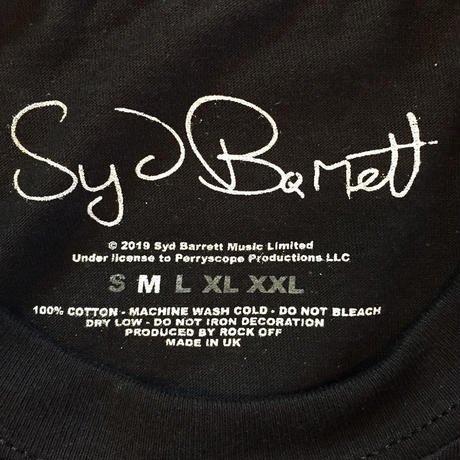 Syd Barrett
© 2019 Syd Barrett Music Limited
Under license to Perryscope Productions LLC
S M L XL XXL
100% COTTON - MACHINE WASH COLD - DO NOT BLEACH
DRY LOW - DO NOT IRON DECORATION
PRODUCED BY ROCK OFF
MADE IN UK